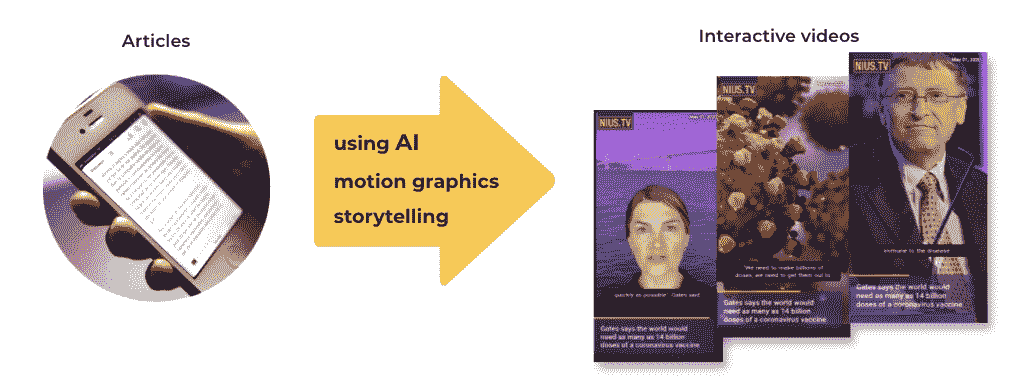 Articles
using AI
motion graphics
storytelling
Interactive videos
NIUS.TV
quickly as possible" Gates said
Gates says the world would
need as many as 14 billion
doses of a coronavirus vaccine
NIUS.TV
"We need to make billions of
doses, we need to get them out to
Gates says the world would
need as many as 14 billion
doses of a coronavirus vaccine
NIUS.TV
immune to the disease
Gates says the world would
need as many as 14 billion
doses of a coronavirus vaccine